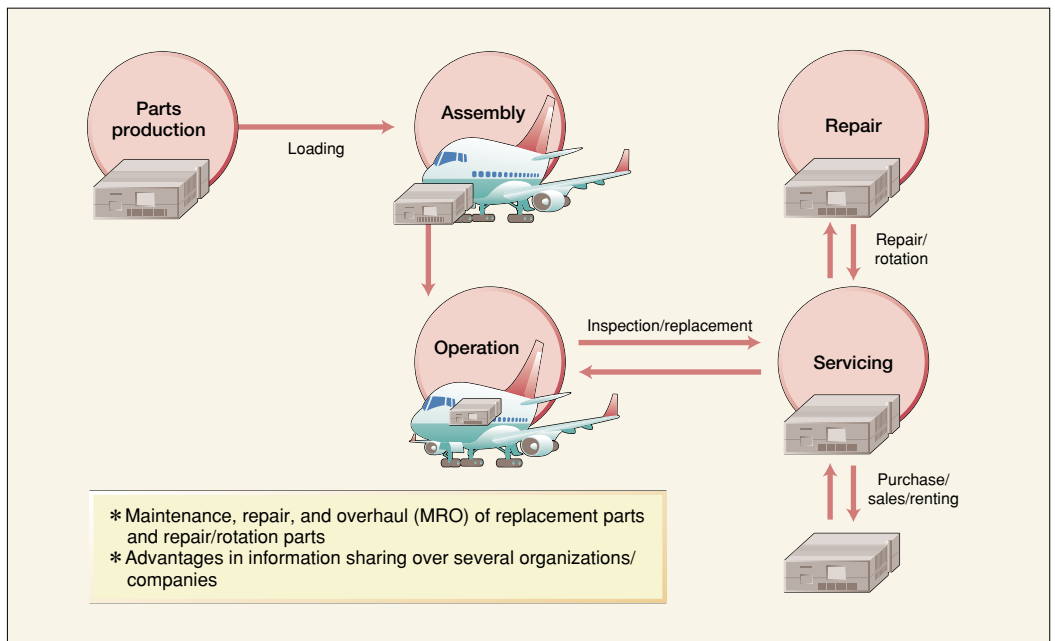 Parts
production
Loading
Assembly
Repair
Repair/
rotation
Operation
Inspection/replacement
Servicing
Purchase/
sales/renting
* Maintenance, repair, and overhaul (MRO) of replacement parts
and repair/rotation parts
* Advantages in information sharing over several organizations/
companies